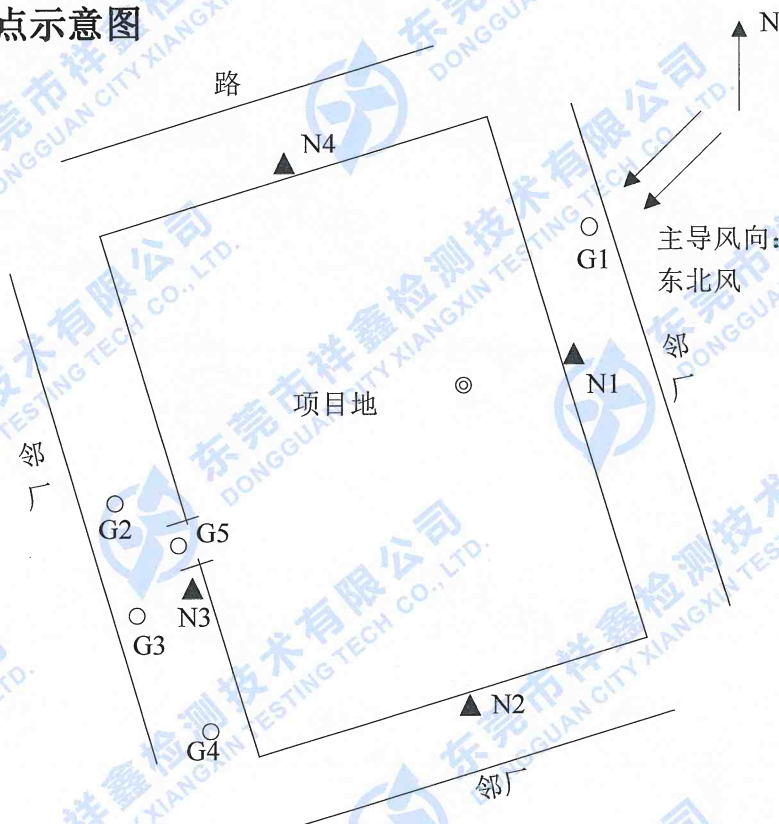 点示意图
N
路
N4
G1
主导风向：
东北风
邻厂
N1
项目地
邻厂
G2
G5
N3
G3
N2
G4
邻厂
东莞市祥鑫检测技术有限公司
DONGGUAN CITY XIANGXIN TESTING TECH CO., LTD.